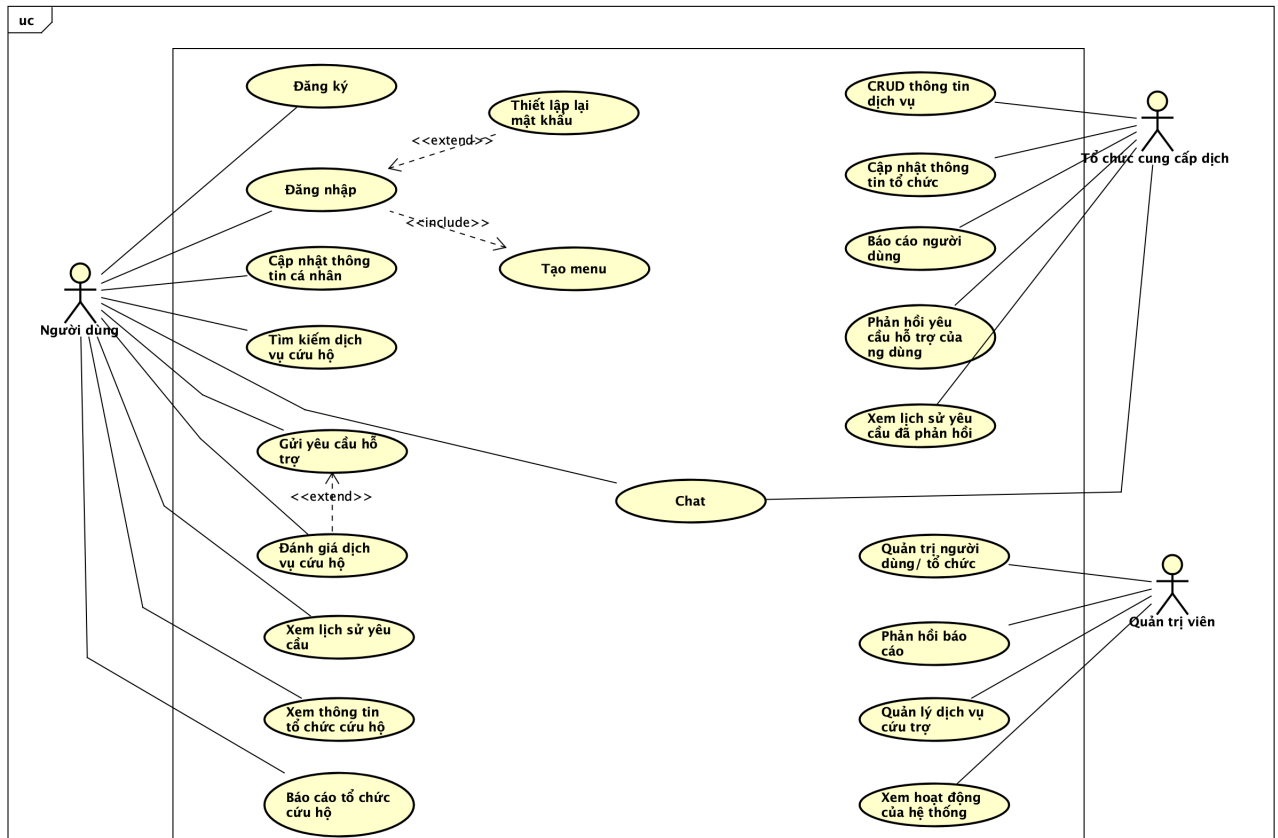 uc
Đăng ký
Thiết lập lại
mật khẩu
<<extend>>
Đăng nhập
<<include>>
Tạo menu
Cập nhật thông
tin cá nhân
Người dùng
Tìm kiếm dịch
vụ cứu hộ
Gửi yêu cầu hỗ
trợ
<<extend>>
Đánh giá dịch
vụ cứu hộ
Xem lịch sử yêu
cầu
Xem thông tin
tổ chức cứu hộ
Báo cáo tổ chức
cứu hộ
Chat
CRUD thông tin
dịch vụ
Tổ chức cung cấp dịch
Cập nhật thông
tin tổ chức
Báo cáo người
dùng
Phản hồi yêu
cầu hỗ trợ của
ng dùng
Xem lịch sử yêu
cầu đã phản hồi
Quản trị người
dùng/ tổ chức
Quản trị viên
Phản hồi báo
cáo
Quản lý dịch vụ
cứu trợ
Xem hoạt động
của hệ thống